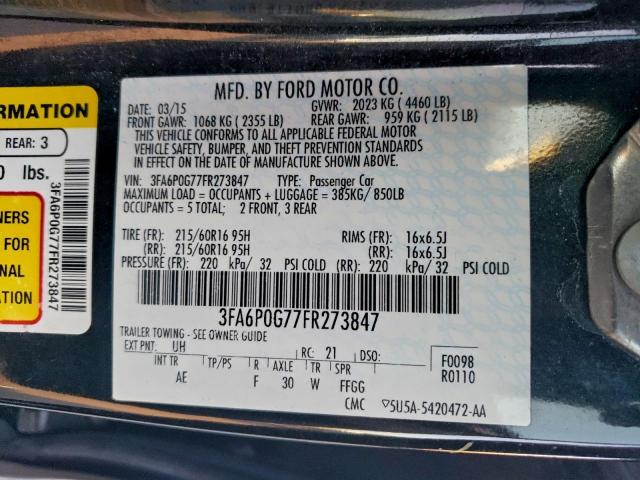 MFD. BY FORD MOTOR CO.
DATE: 03/15 GVWR: 2023 KG ( 4460 LB)
FRONT GAWR: 1068 KG ( 2355 LB) REAR GAWR: 959 KG ( 2115 LB)
THIS VEHICLE CONFORMS TO ALL APPLICABLE FEDERAL MOTOR
VEHICLE SAFETY, BUMPER, AND THEFT PREVENTION STANDARDS
IN EFFECT ON THE DATE OF MANUFACTURE SHOWN ABOVE.
VIN: 3FA6P0G77FR273847 TYPE: Passenger Car
MAXIMUM LOAD = OCCUPANTS + LUGGAGE = 385KG/ 850LB
OCCUPANTS = 5 TOTAL; 2 FRONT, 3 REAR
TIRE (FR): 215/60R16 95H RIMS (FR): 16x6.5J
(RR): 215/60R16 95H (RR): 16x6.5J
PRESSURE (FR): 220 kPa/ 32 PSI COLD (RR): 220 kPa/ 32 PSI COLD
3FA6P0G77FR273847
TRAILER TOWING - SEE OWNER GUIDE
EXT PNT: UH RC: 21 DSO: F0098
INT TR TP/PS R AXLE TR SPR R0110
AE F 30 W FFGG
CMC 5U5A-5420472-AA
ORMATION
REAR: 3
0 lbs.
NERS
FOR
NAL
TION
3FA6P0G77FR273847